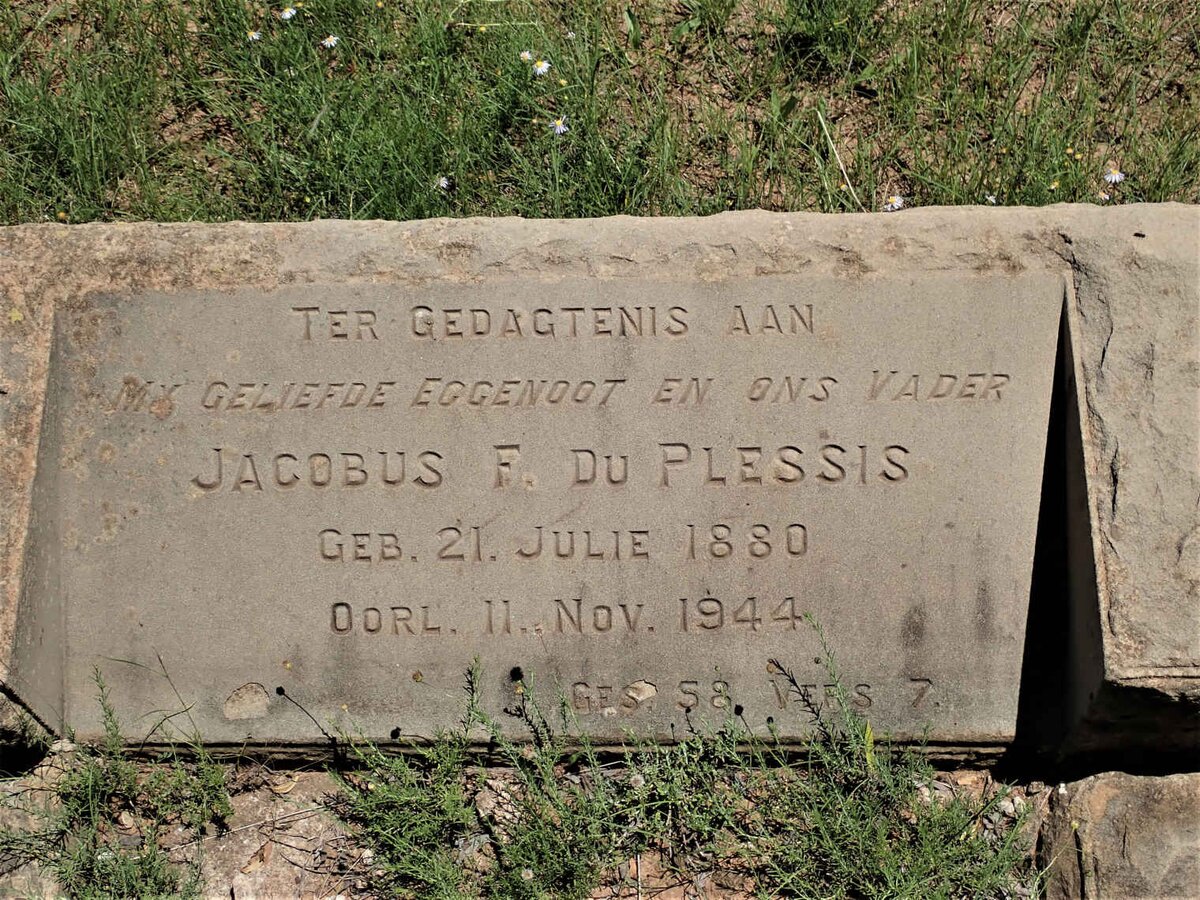 TER GEDAGTENIS AAN
MY GELIEFDE EGGENOOT EN ONS VADER
JACOBUS F. DU PLESSIS
GEB. 21. JULIE 1880
OORL. 11. NOV. 1944
GES. 58 VERS 7.